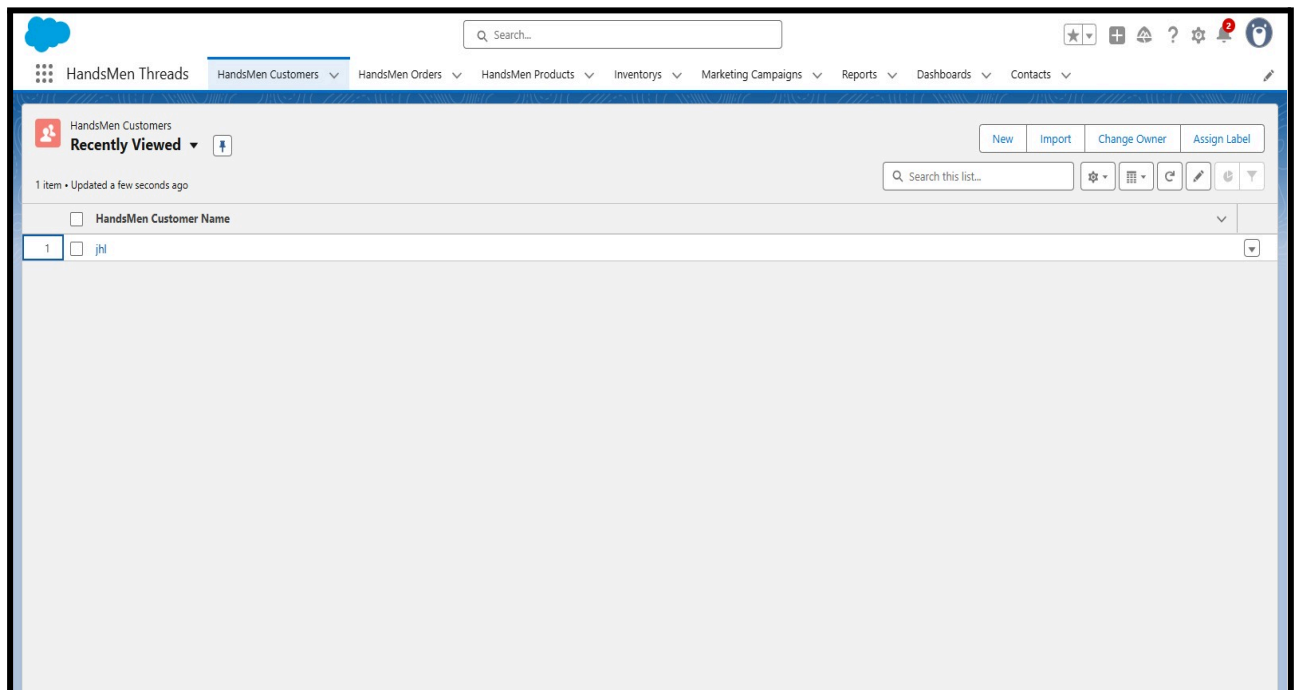 Search...
2
HandsMen Threads HandsMen Customers HandsMen Orders HandsMen Products Inventorys Marketing Campaigns Reports Dashboards Contacts
HandsMen Customers
Recently Viewed
New Import Change Owner Assign Label
1 item • Updated a few seconds ago
Search this list...
HandsMen Customer Name
1 jhl